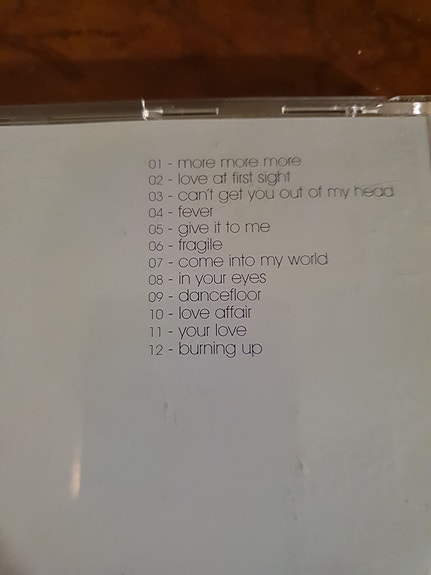 01 - more more more
02 - love at first sight
03 - can't get you out of my head
04 - fever
05 - give it to me
06 - fragile
07 - come into my world
08 - in your eyes
09 - dancefloor
10 - love affair
11 - your love
12 - burning up